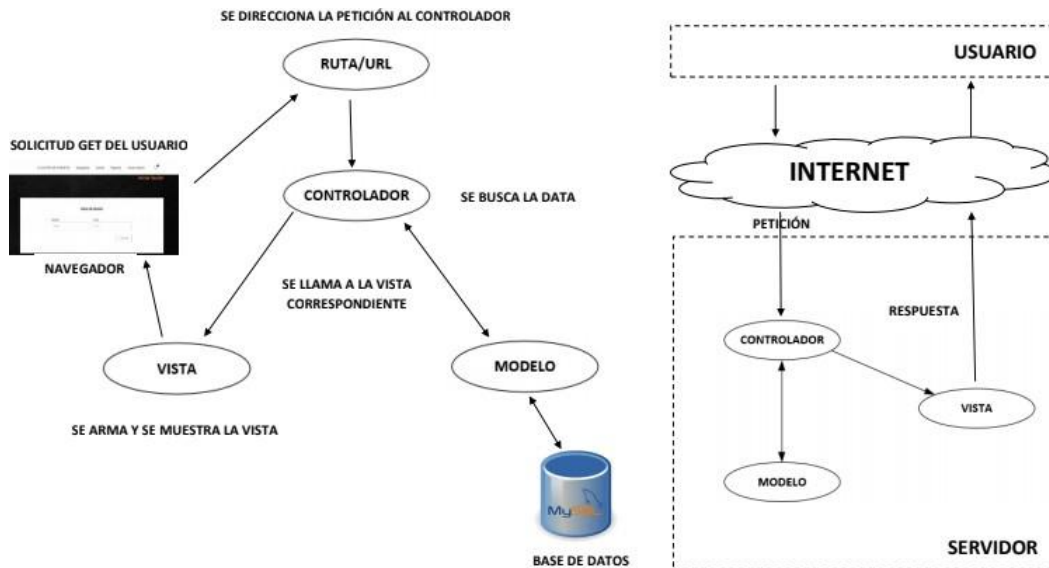 SE DIRECCIONA LA PETICIÓN AL CONTROLADOR
RUTA/URL
SOLICITUD GET DEL USUARIO
CONTROLADOR
SE BUSCA LA DATA
NAVEGADOR
SE LLAMA A LA VISTA
CORRESPONDIENTE
VISTA
MODELO
SE ARMA Y SE MUESTRA LA VISTA
MySQL
BASE DE DATOS
USUARIO
INTERNET
PETICIÓN
RESPUESTA
CONTROLADOR
VISTA
MODELO
SERVIDOR